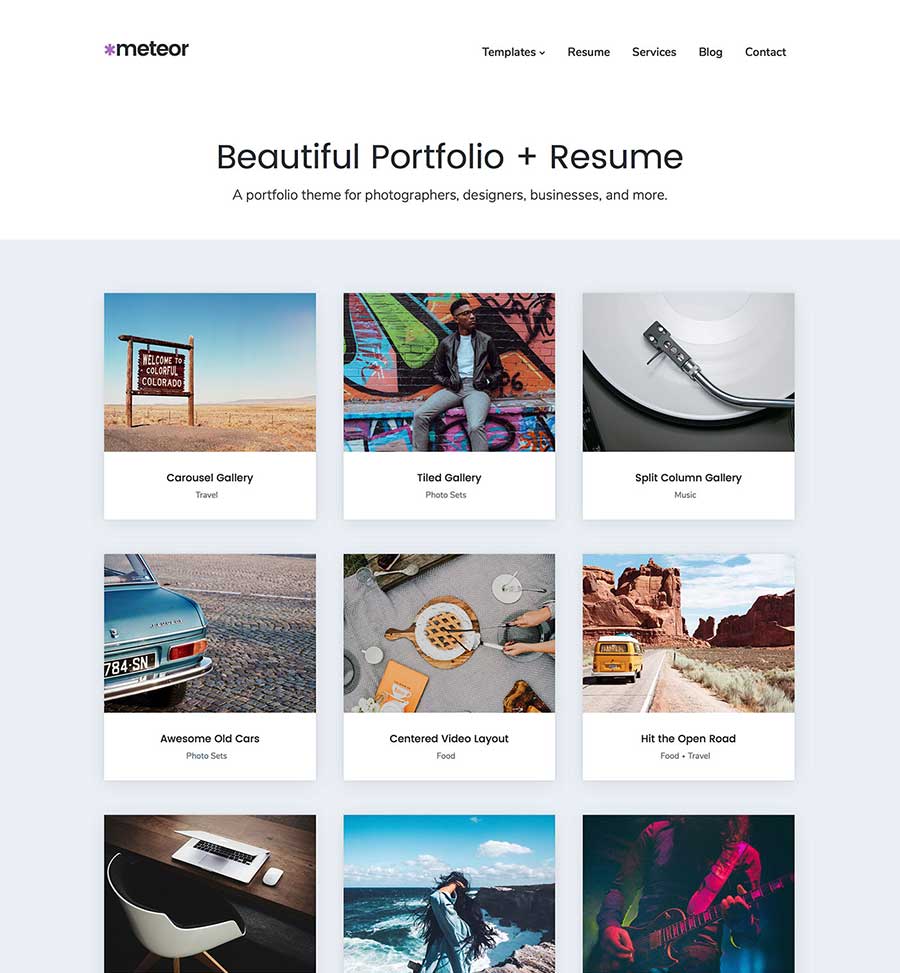 *meteor
Templates
Resume
Services
Blog
Contact
Beautiful Portfolio + Resume
A portfolio theme for photographers, designers, businesses, and more.
WELCOME TO
COLORFUL
COLORADO
Carousel Gallery
Travel
Tiled Gallery
Photo Sets
Split Column Gallery
Music
784-SN
Awesome Old Cars
Photo Sets
Centered Video Layout
Food
Hit the Open Road
Food • Travel